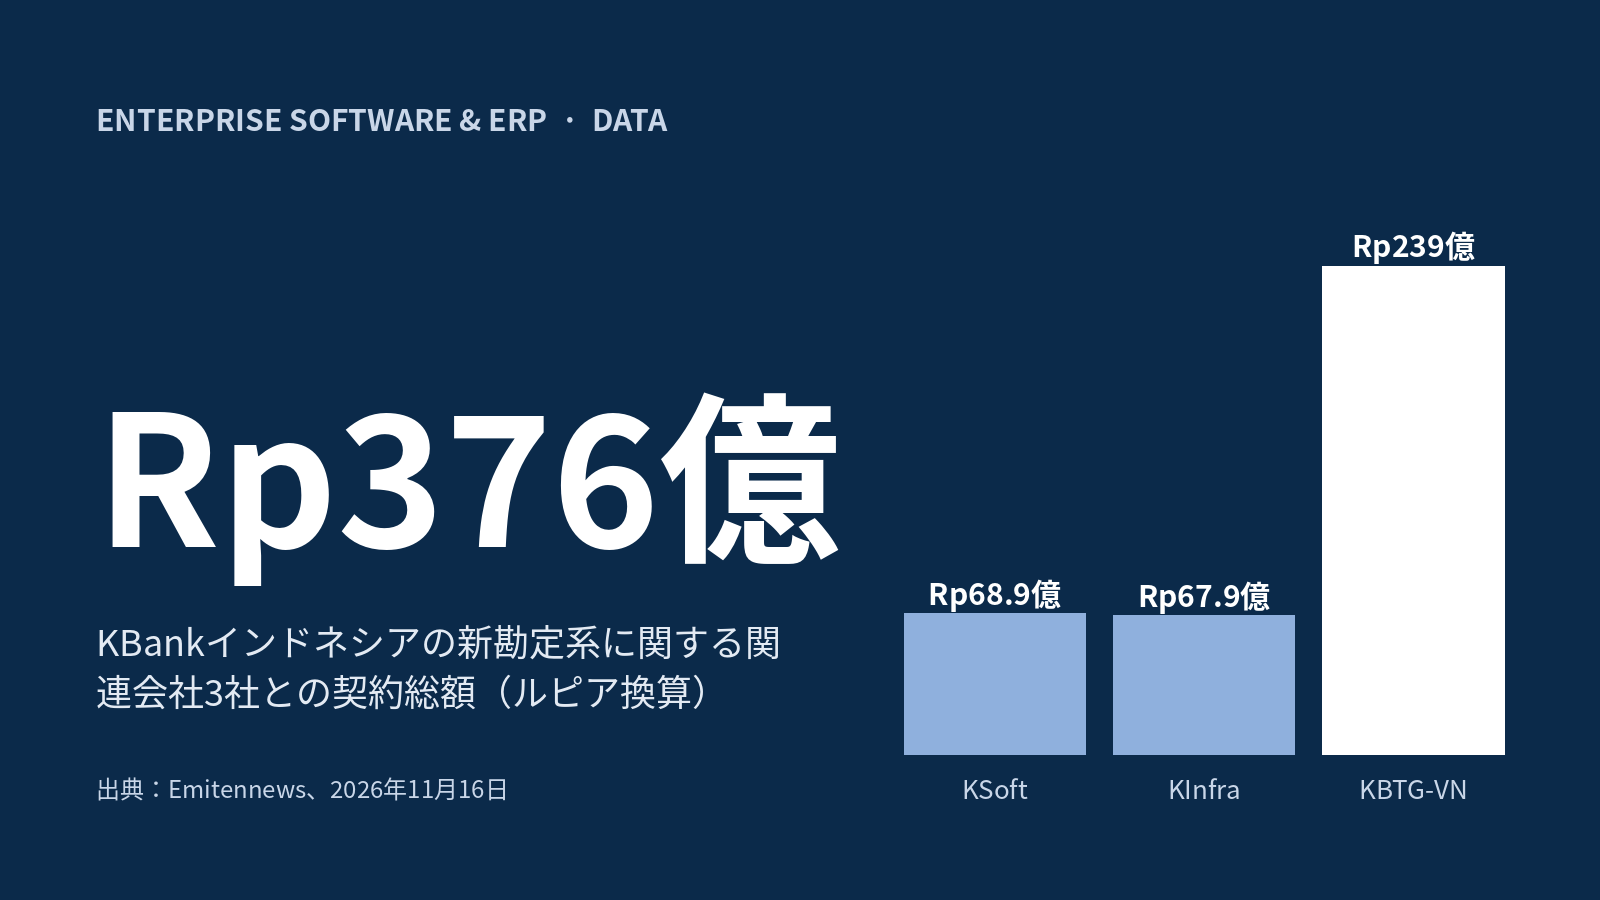 ENTERPRISE SOFTWARE & ERP · DATA
Rp376億
KBankインドネシアの新勘定系に関する関
連会社3社との契約総額（ルピア換算）
出典：Emitennews、2026年11月16日
Rp68.9億
Rp67.9億
Rp239億
KSoft
KInfra
KBTG-VN